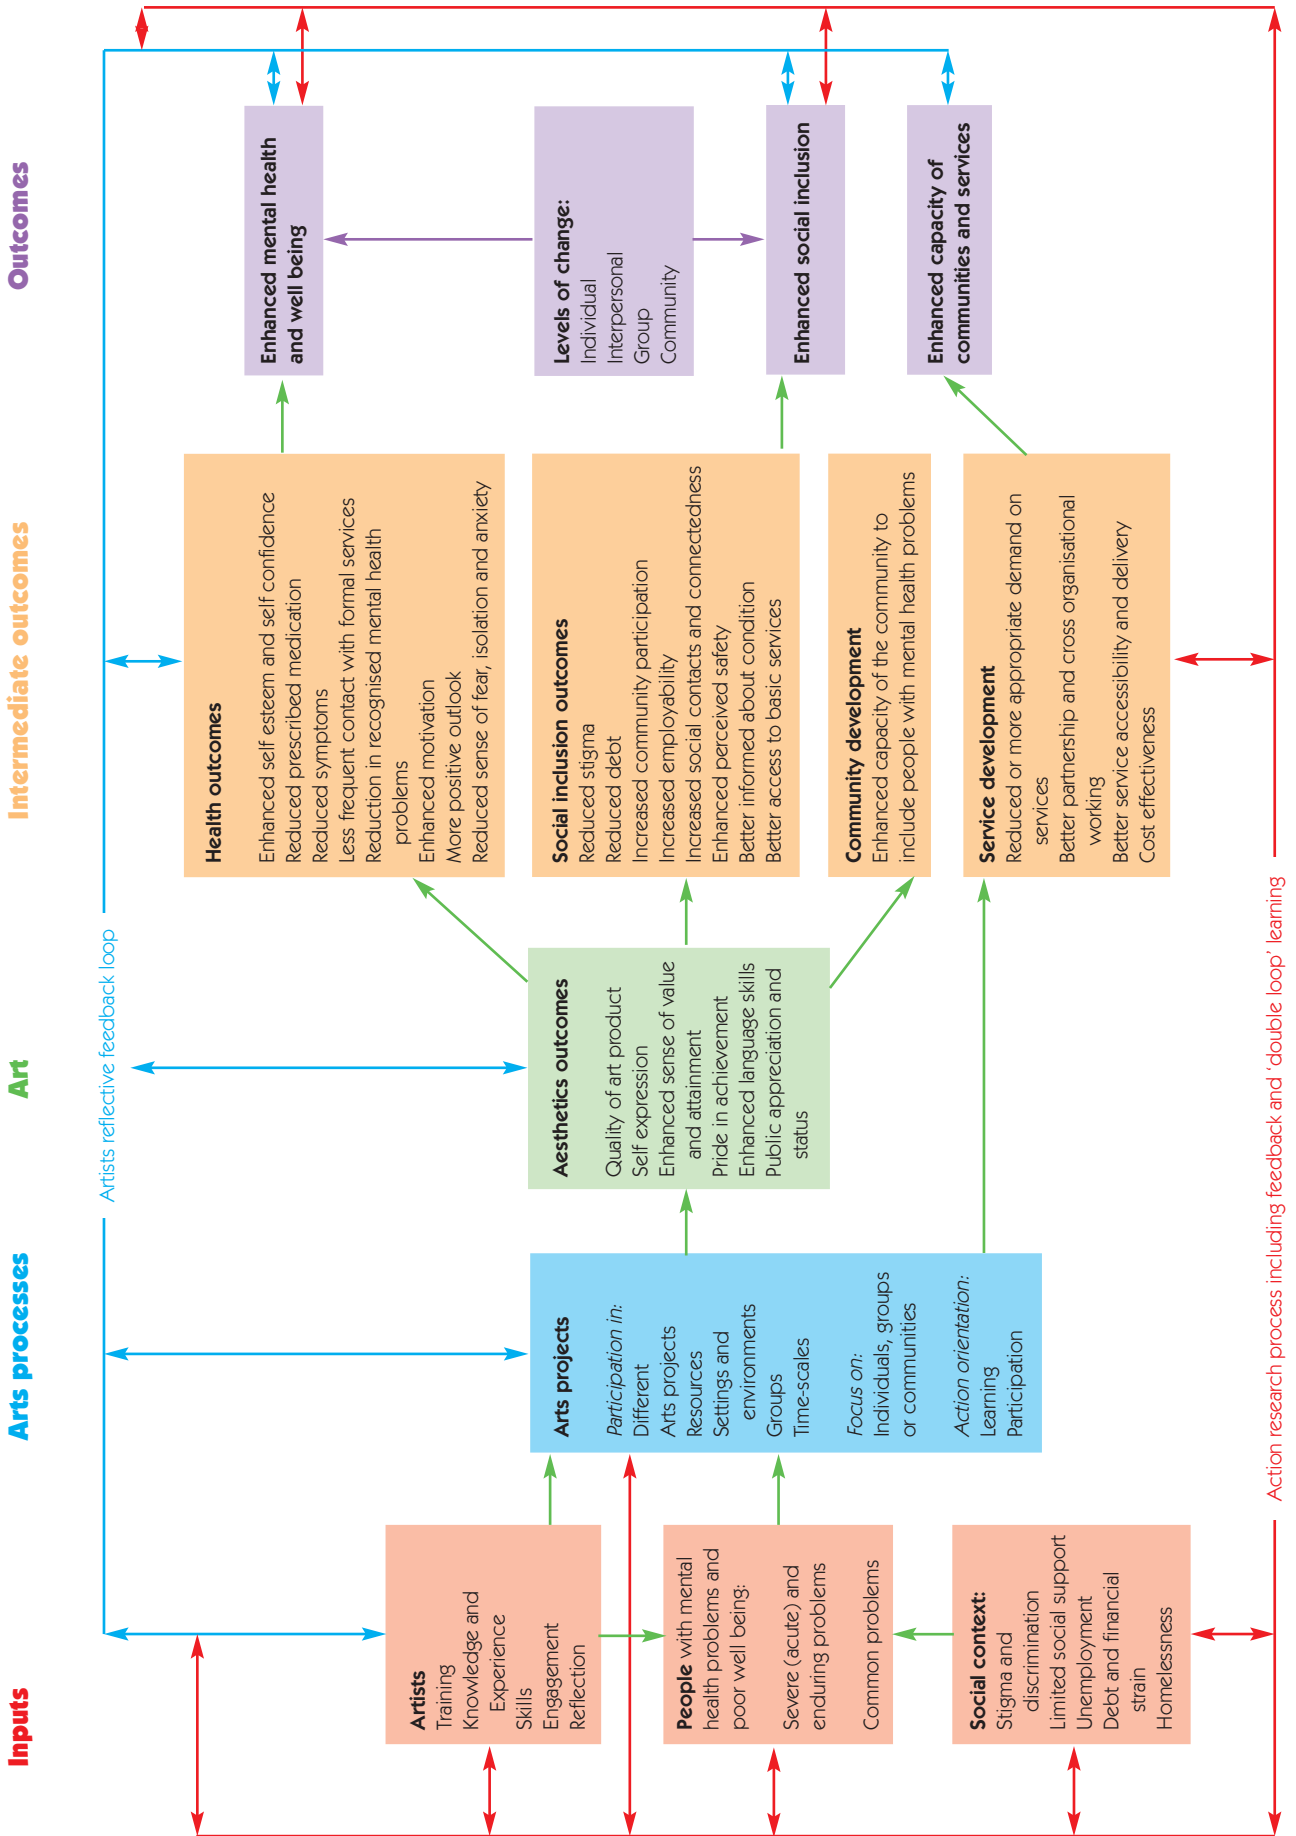 Inputs
Arts processes
Art
Intermediate outcomes
Outcomes
Artists reflective feedback loop
Artists
Training
Knowledge and
Experience
Skills
Engagement
Reflection
People with mental
health problems and
poor well being:
Severe (acute) and
enduring problems
Common problems
Social context:
Stigma and
discrimination
Limited social support
Unemployment
Debt and financial
strain
Homelessness
Arts projects
Participation in:
Different
Arts projects
Resources
Settings and
environments
Groups
Time-scales
Focus on:
Individuals, groups
or communities
Action orientation:
Learning
Participation
Aesthetics outcomes
Quality of art product
Self expression
Enhanced sense of value
and attainment
Pride in achievement
Enhanced language skills
Public appreciation and
status
Health outcomes
Enhanced self esteem and self confidence
Reduced prescribed medication
Reduced symptoms
Less frequent contact with formal services
Reduction in recognised mental health
problems
Enhanced motivation
More positive outlook
Reduced sense of fear, isolation and anxiety
Social inclusion outcomes
Reduced stigma
Reduced debt
Increased community participation
Increased employability
Increased social contacts and connectedness
Enhanced perceived safety
Better informed about condition
Better access to basic services
Community development
Enhanced capacity of the community to
include people with mental health problems
Service development
Reduced or more appropriate demand on
services
Better partnership and cross organisational
working
Better service accessibility and delivery
Cost effectiveness
Enhanced mental health
and well being
Levels of change:
Individual
Interpersonal
Group
Community
Enhanced social inclusion
Enhanced capacity of
communities and services
Action research process including feedback and ‘double loop’ learning